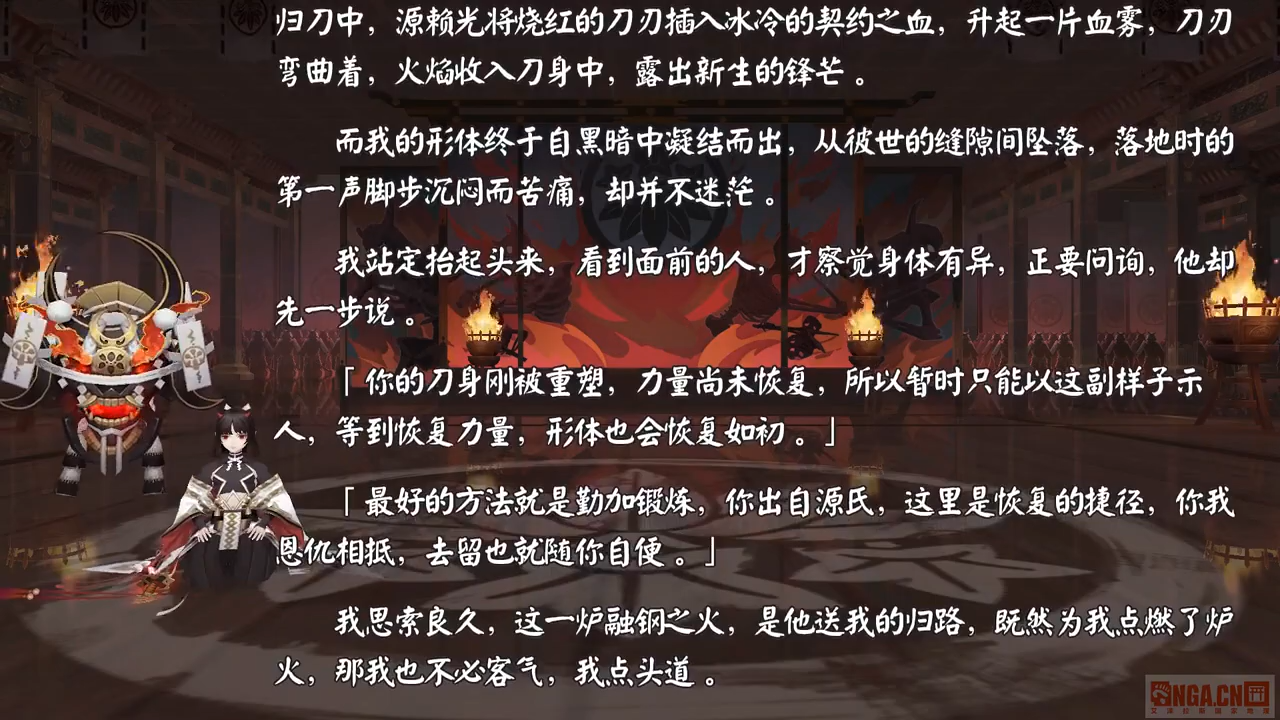 归刀中，源赖光将烧红的刀刃插入冰冷的契约之血，升起一片血雾，刀刃
弯曲着，火焰收入刀身中，露出新生的锋芒。
而我的形体终于自黑暗中凝结而出，从彼世的缝隙间坠落，落地时的
第一声脚步沉闷而苦痛，却并不迷茫。
我站定抬起头来，看到面前的人，才察觉身体有异，正要问询，他却
先一步说。
「你的刀身刚被重塑，力量尚未恢复，所以暂时只能以这副样子示
人，等到恢复力量，形体也会恢复如初。」
「最好的方法就是勤加锻炼，你出自源氏，这里是恢复的捷径，你我
恩仇相抵，去留也就随你自便。」
我思索良久，这一炉融钢之火，是他送我的归路，既然为我点燃了炉
火，那我也不必客气，我点头道。
NGA.CN